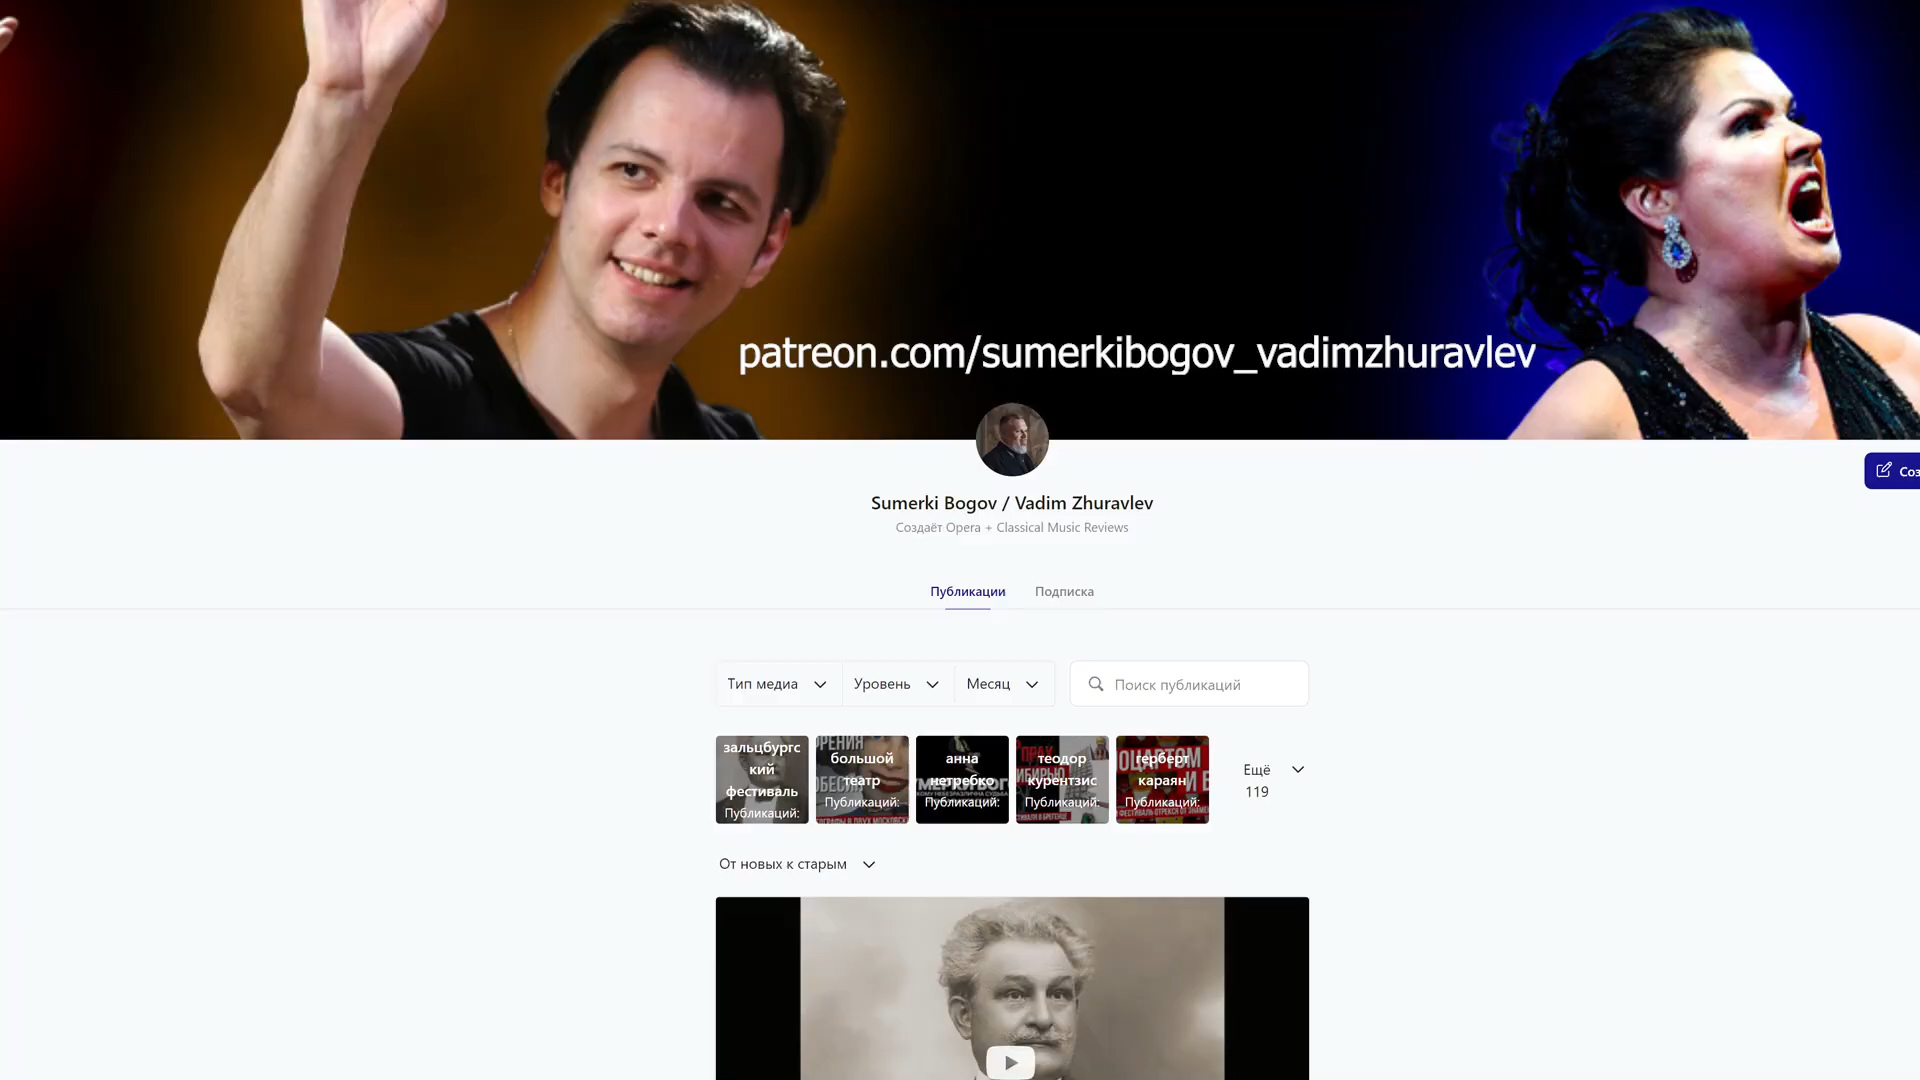 patreon.com/sumerkibogov_vadimzhuravlev
Sumerki Bogov / Vadim Zhuravlev
Создаёт Opera + Classical Music Reviews
Публикации
Подписка
Тип медиа
Уровень
Месяц
Поиск публикаций
зальцбургс
кий
фестиваль
Публикаций:
большой
театр
Публикаций:
анна
нетребко
Публикаций:
теодор
курентзис
Публикаций:
герберт
караян
Публикаций:
Ещё
119
От новых к старым